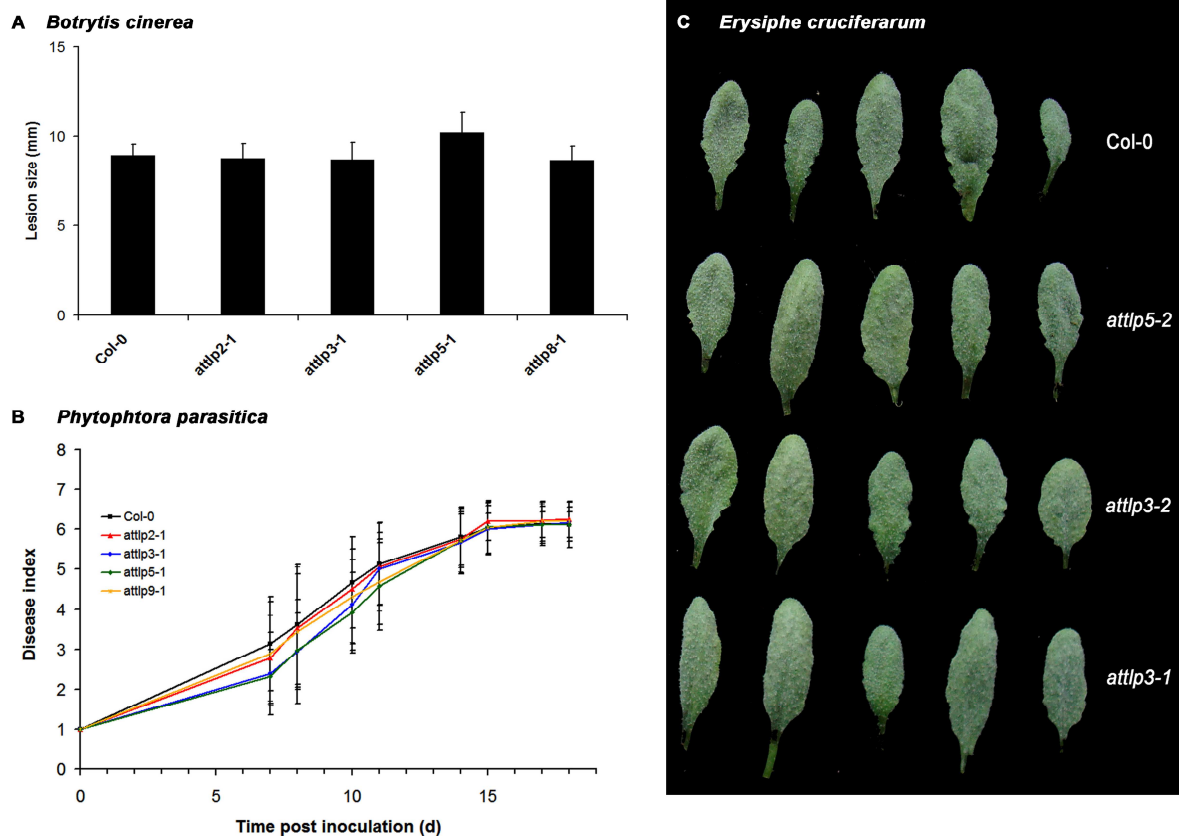 A Botrytis cinerea
15
10
5
0
Lesion size (mm)
Col-0
attlp2-1
attlp3-1
attlp5-1
attlp8-1
B Phytophtora parasitica
8
7
6
5
4
3
2
1
0
Disease index
Col-0
attlp2-1
attlp3-1
attlp5-1
attlp9-1
0 5 10 15
Time post inoculation (d)
C Erysiphe cruciferarum
Col-0
attlp5-2
attlp3-2
attlp3-1